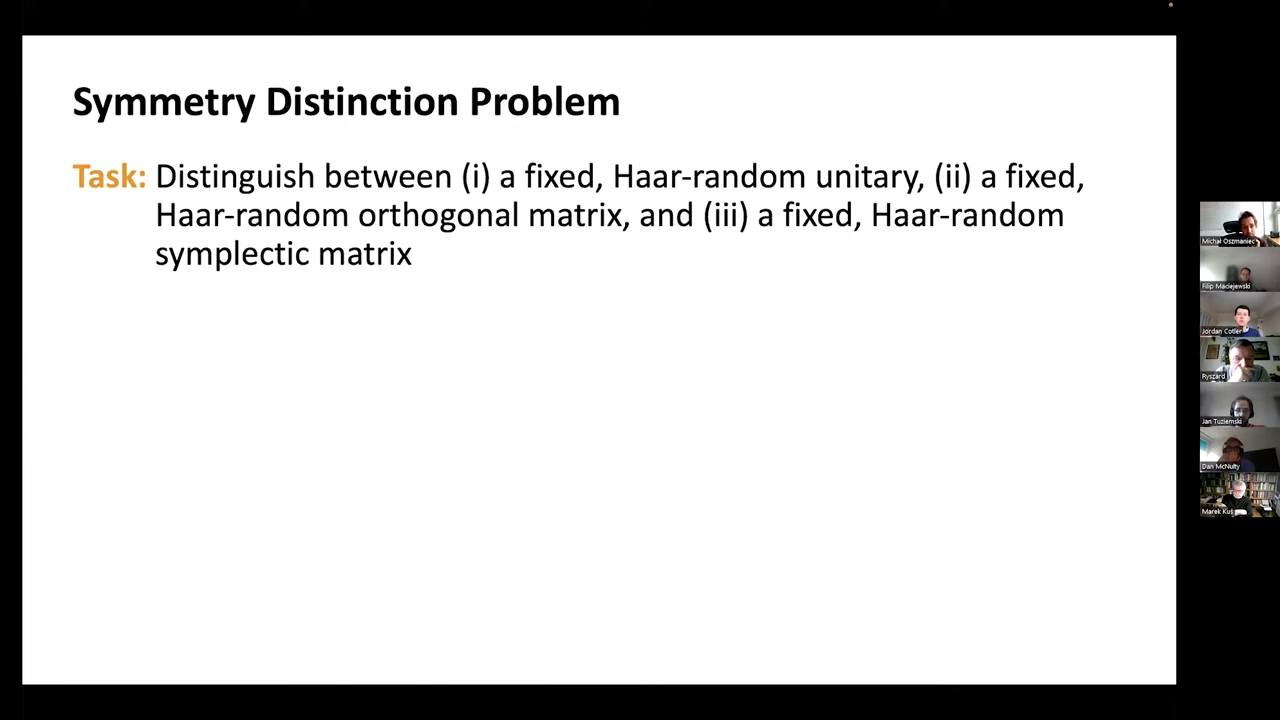 Symmetry Distinction Problem
Task: Distinguish between (i) a fixed, Haar-random unitary, (ii) a fixed,
Haar-random orthogonal matrix, and (iii) a fixed, Haar-random
symplectic matrix
Michał Oszmaniec
Filip Maciejewski
Jordan Cotler
Ryszard
Jan Tuziemski
Dan McNulty
Marek Kuś